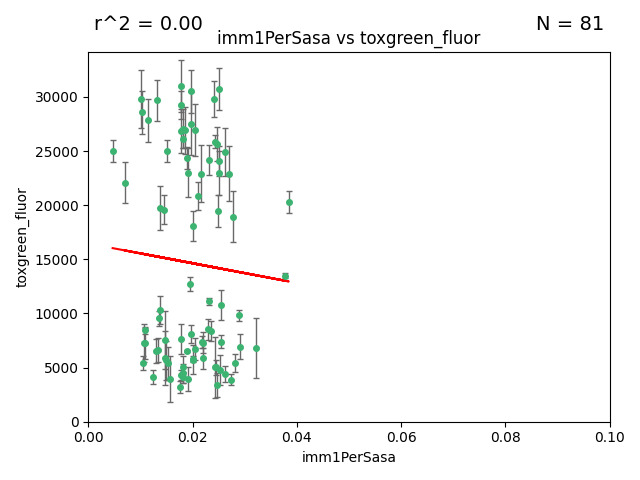 r^2 = 0.00
N = 81
imm1PerSasa vs toxgreen_fluor
30000
25000
20000
15000
10000
5000
0
toxgreen_fluor
0.00
0.02
0.04
0.06
0.08
0.10
imm1PerSasa